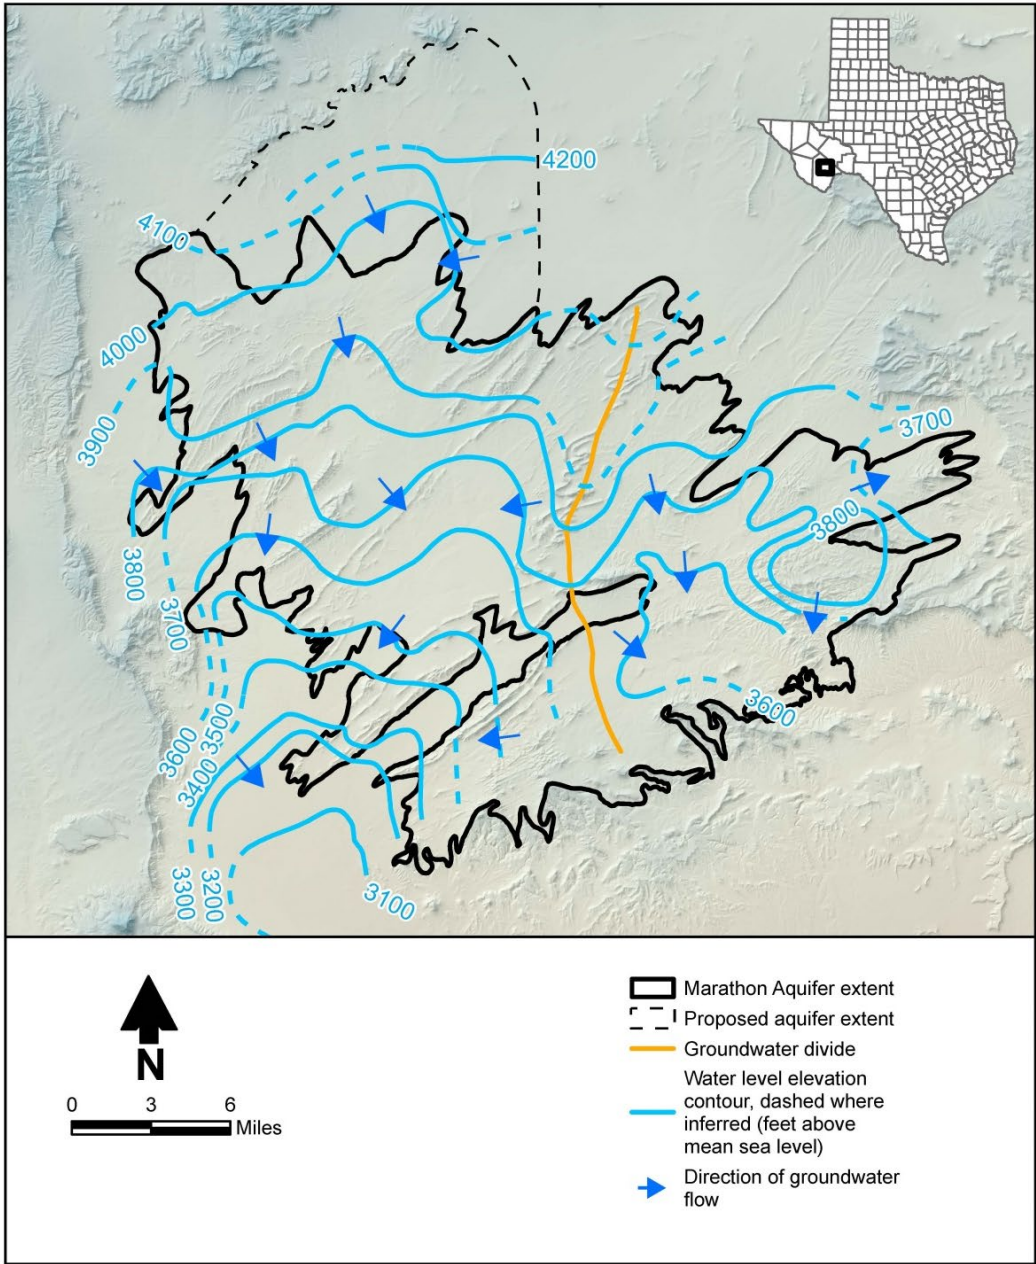 4200
4100
4000
3900
3700
3800
3800
3700
3600
3600
3500
3400
3300
3200
3100
N
0 3 6
Miles
Marathon Aquifer extent
Proposed aquifer extent
Groundwater divide
Water level elevation
contour, dashed where
inferred (feet above
mean sea level)
Direction of groundwater
flow